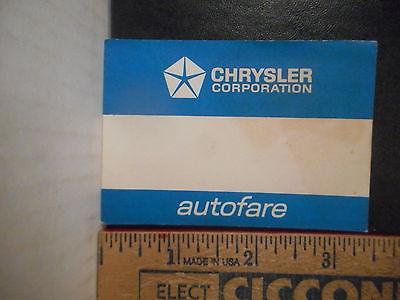 CHRYSLER
CORPORATION
autofare
1 MADE IN USA 2 3
ELECT CICCON